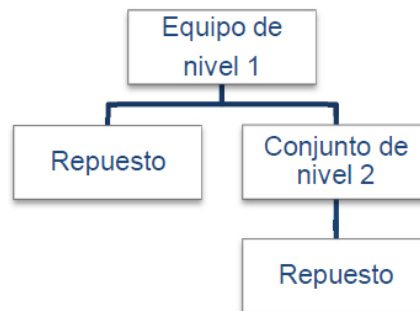 Equipo de
nivel 1
Repuesto
Conjunto de
nivel 2
Repuesto